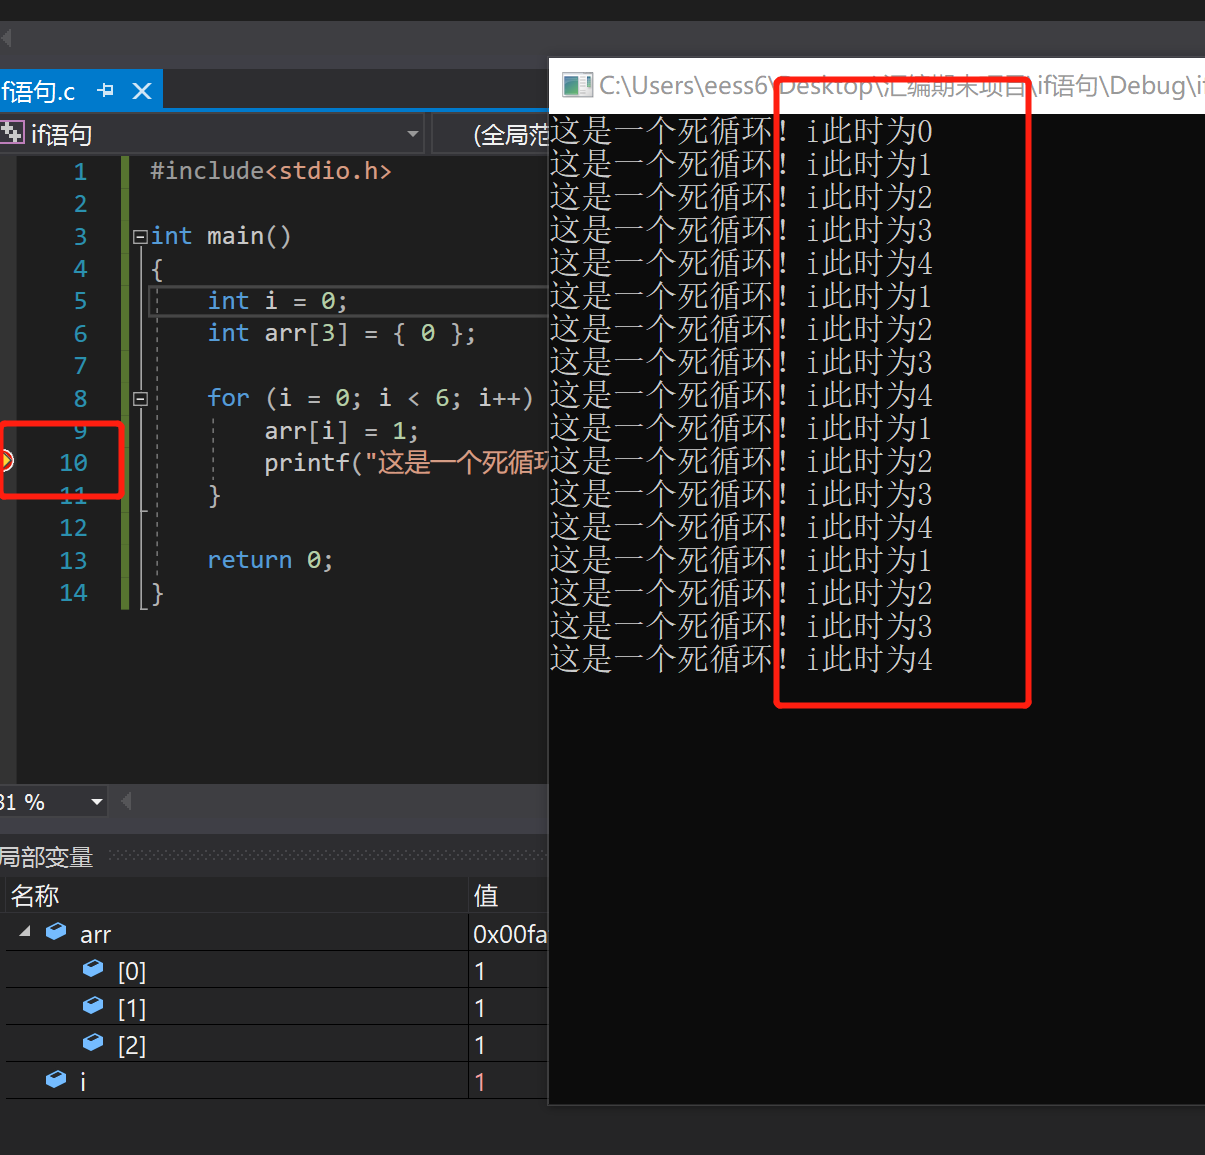 if语句.c
C:\Users\eess6\Desktop\汇编期末项目\if语句\Debug\if
if语句
(全局范
1 #include<stdio.h>
2
3 int main()
4 {
5 int i = 0;
6 int arr[3] = { 0 };
7
8 for (i = 0; i < 6; i++)
9 arr[i] = 1;
10 printf("这是一个死循环
11 }
12
13 return 0;
14 }
这是一个死循环! i此时为0
这是一个死循环! i此时为1
这是一个死循环! i此时为2
这是一个死循环! i此时为3
这是一个死循环! i此时为4
这是一个死循环! i此时为1
这是一个死循环! i此时为2
这是一个死循环! i此时为3
这是一个死循环! i此时为4
这是一个死循环! i此时为1
这是一个死循环! i此时为2
这是一个死循环! i此时为3
这是一个死循环! i此时为4
这是一个死循环! i此时为1
这是一个死循环! i此时为2
这是一个死循环! i此时为3
这是一个死循环! i此时为4
81 %
局部变量
名称 值
arr 0x00fa
[0] 1
[1] 1
[2] 1
i 1